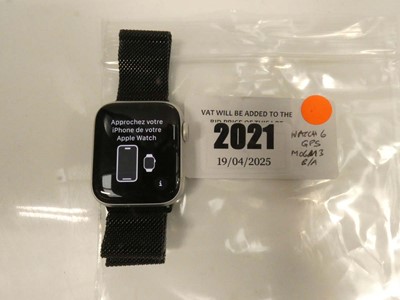 Approchez votre
iPhone de votre
Apple Watch
i
VAT WILL BE ADDED TO THE
BID PRICE OF THIS LOT
2021
19/04/2025
WATCH 6
GPS